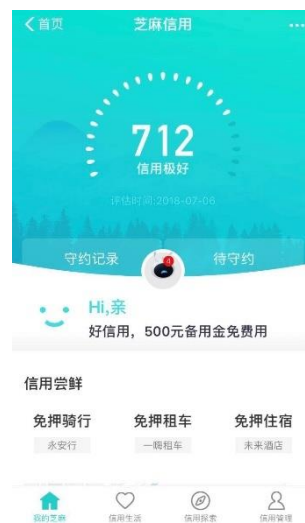 首页 芝麻信用
712
信用极好
评估时间:2018-07-06
守约记录 4 待守约
Hi,亲
好信用，500元备用金免费用
信用尝鲜
免押骑行 免押租车 免押住宿
永安行 一嗨租车 未来酒店
我的芝麻 信用生活 信用探索 信用管理